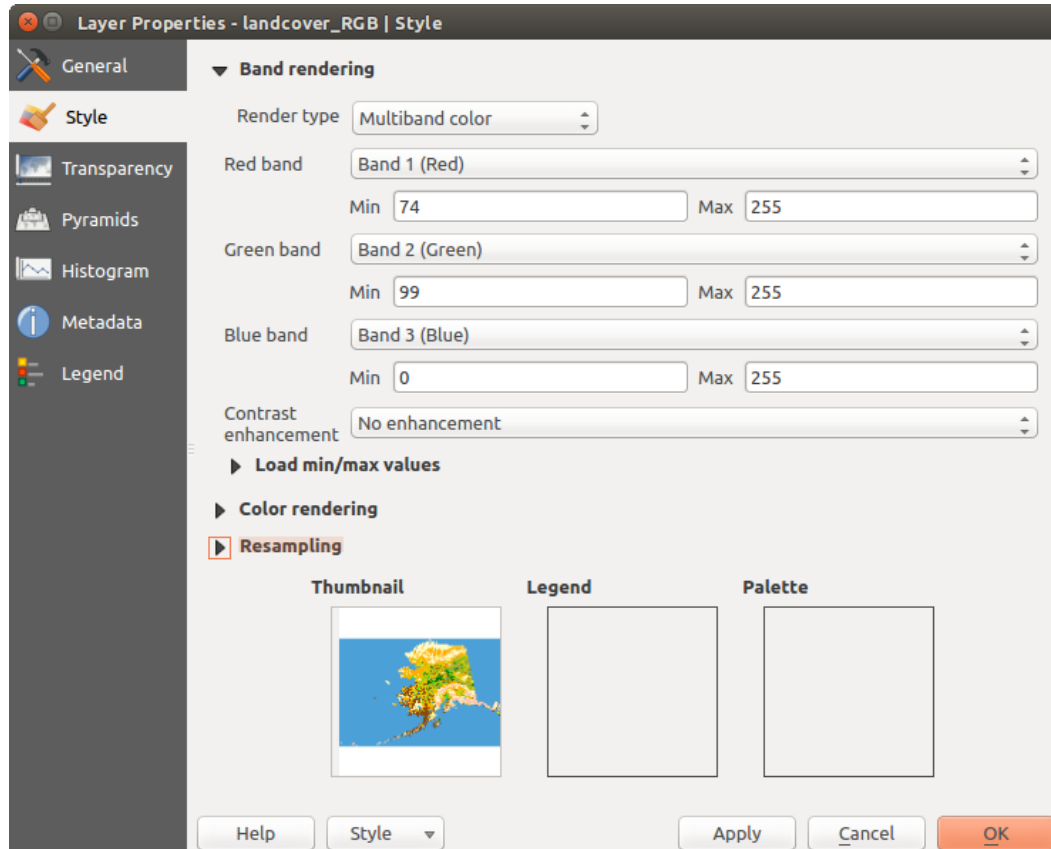 Layer Properties - landcover_RGB | Style
General
Style
Transparency
Pyramids
Histogram
Metadata
Legend
Band rendering
Render type Multiband color
Red band Band 1 (Red)
Min 74 Max 255
Green band Band 2 (Green)
Min 99 Max 255
Blue band Band 3 (Blue)
Min 0 Max 255
Contrast
enhancement No enhancement
Load min/max values
Color rendering
Resampling
Thumbnail Legend Palette
Help Style Apply Cancel OK